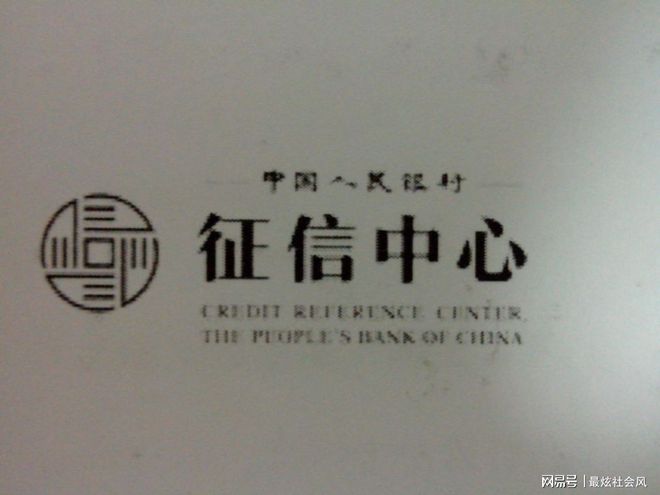 中国人民银行
征信中心
CREDIT REFERENCE CENTER,
THE PEOPLE'S BANK OF CHINA
网易号 | 最炫社会风